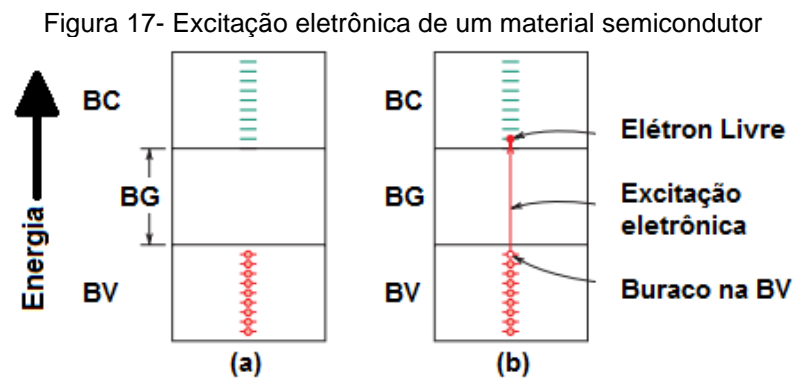 Figura 17- Excitação eletrônica de um material semicondutor
Energia
BC
BG
BV
(a)
BC
BG
BV
(b)
Elétron Livre
Excitação
eletrônica
Buraco na BV